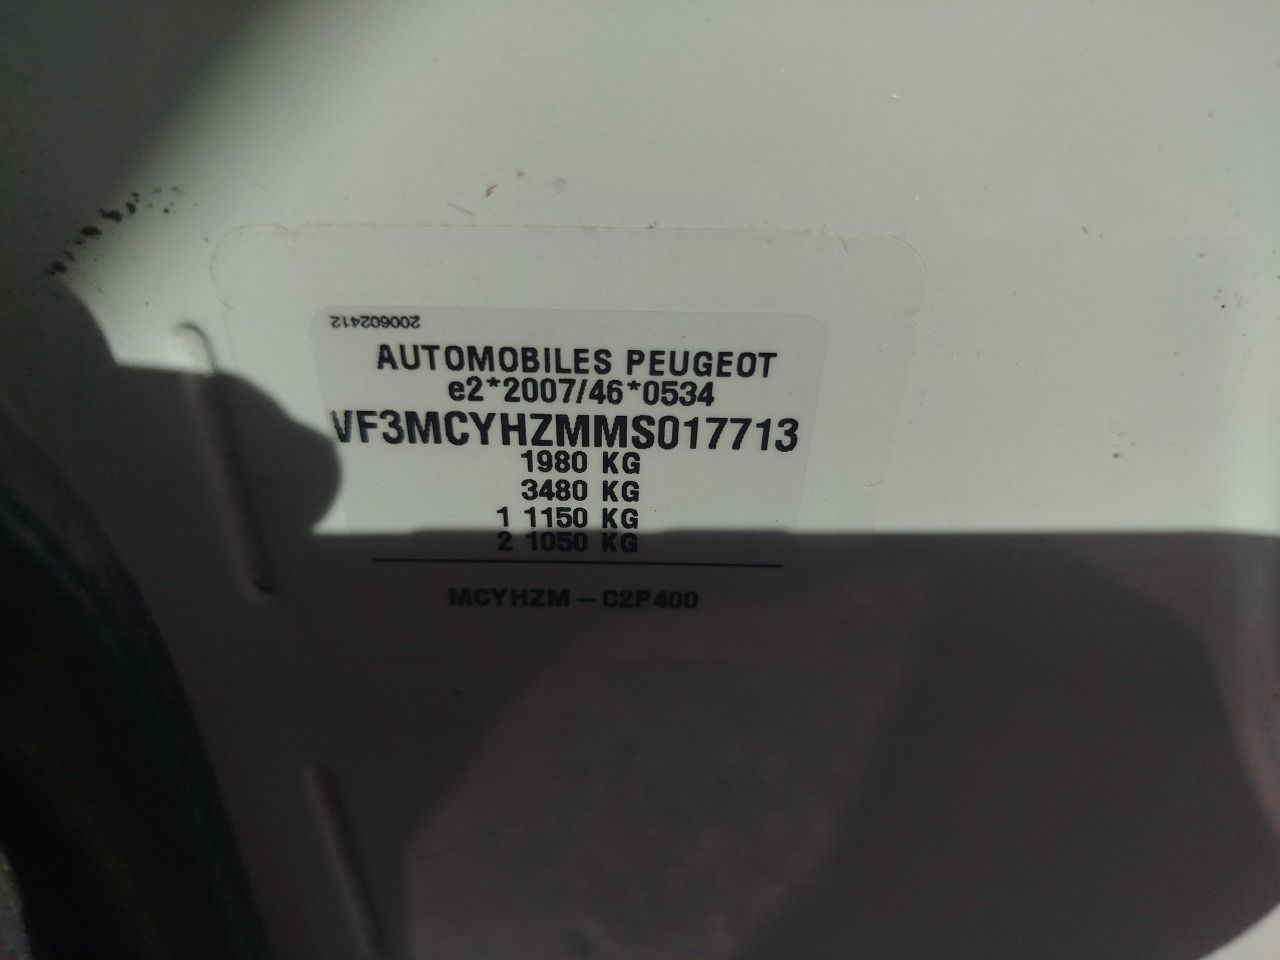 200602412
AUTOMOBILES PEUGEOT
e2*2007/46*0534
VF3MCYHZMMS017713
1980 KG
3480 KG
1 1150 KG
2 1050 KG
MCYHZM – C2P400